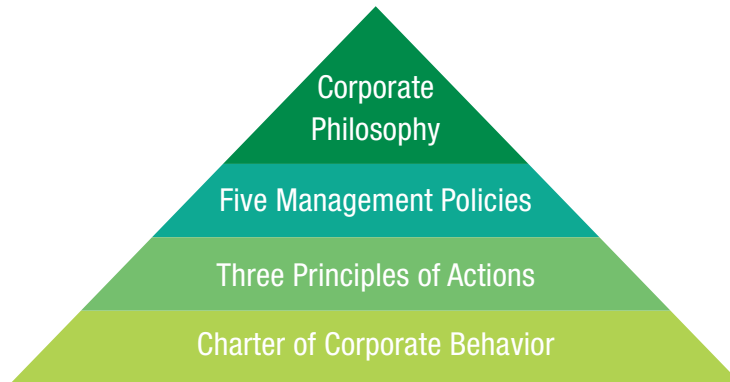 Corporate
Philosophy
Five Management Policies
Three Principles of Actions
Charter of Corporate Behavior